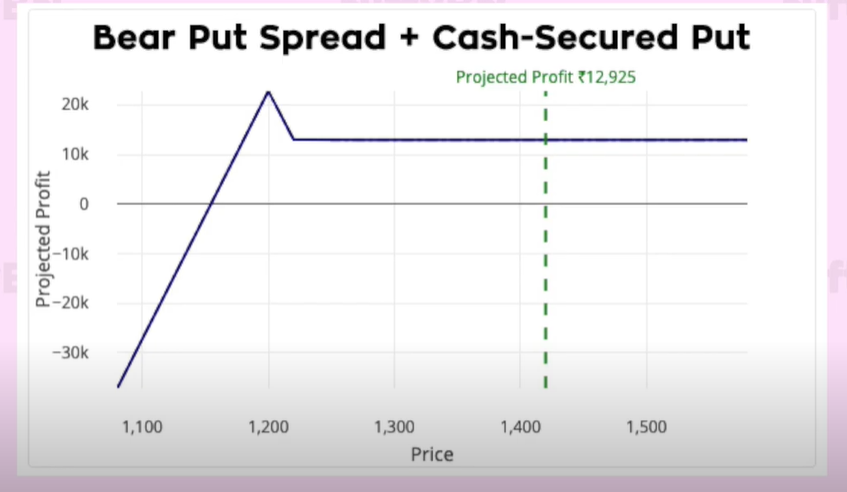 Bear Put Spread + Cash-Secured Put
Projected Profit ₹12,925
Projected Profit
20k
10k
0
−10k
−20k
−30k
1,100 1,200 1,300 1,400 1,500
Price